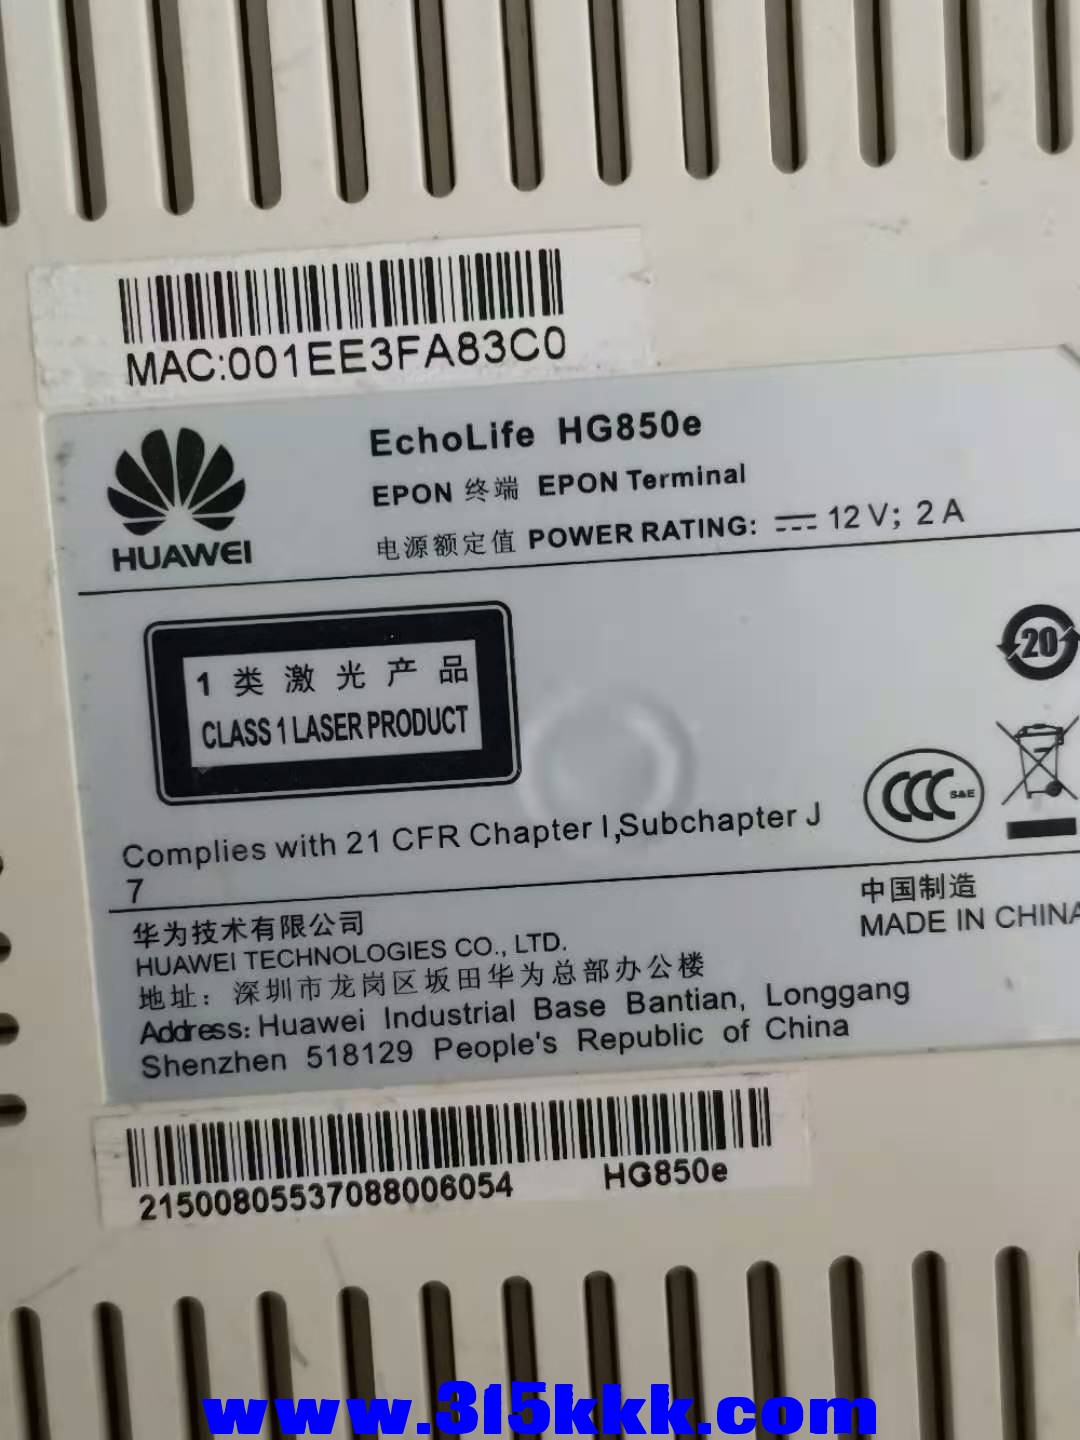 MAC:001EE3FA83C0
HUAWEI
EchoLife HG850e
EPON 终端 EPON Terminal
电源额定值 POWER RATING: 12 V; 2 A
1 类 激 光 产 品
CLASS 1 LASER PRODUCT
20
CCC S&E
Complies with 21 CFR Chapter I,Subchapter J
7
华为技术有限公司
HUAWEI TECHNOLOGIES CO., LTD.
中国制造
MADE IN CHINA
地址：深圳市龙岗区坂田华为总部办公楼
Address: Huawei Industrial Base Bantian, Longgang
Shenzhen 518129 People's Republic of China
21500805537088006054 HG850e
www.315kkk.com